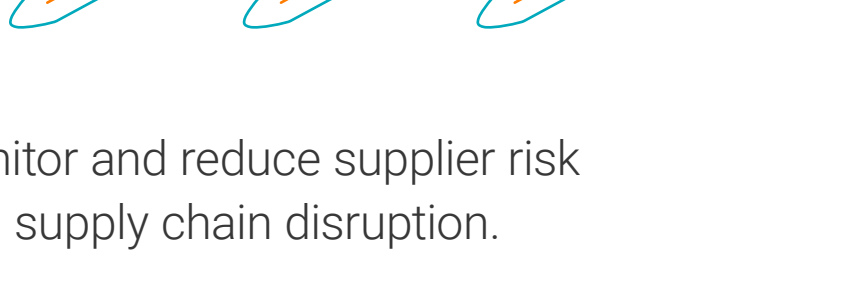 nitor and reduce supplier risk
supply chain disruption.